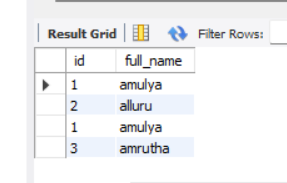 Result Grid Filter Rows:
id full_name
1 amulya
2 alluru
1 amulya
3 amrutha